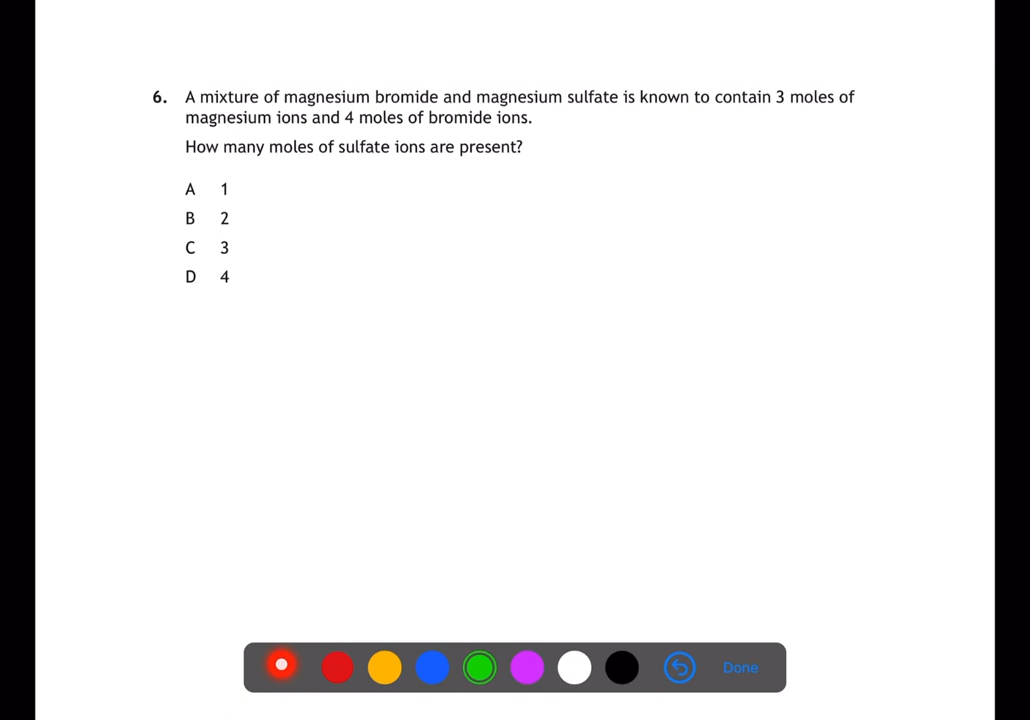 6. A mixture of magnesium bromide and magnesium sulfate is known to contain 3 moles of
magnesium ions and 4 moles of bromide ions.
How many moles of sulfate ions are present?
A 1
B 2
C 3
D 4
Done